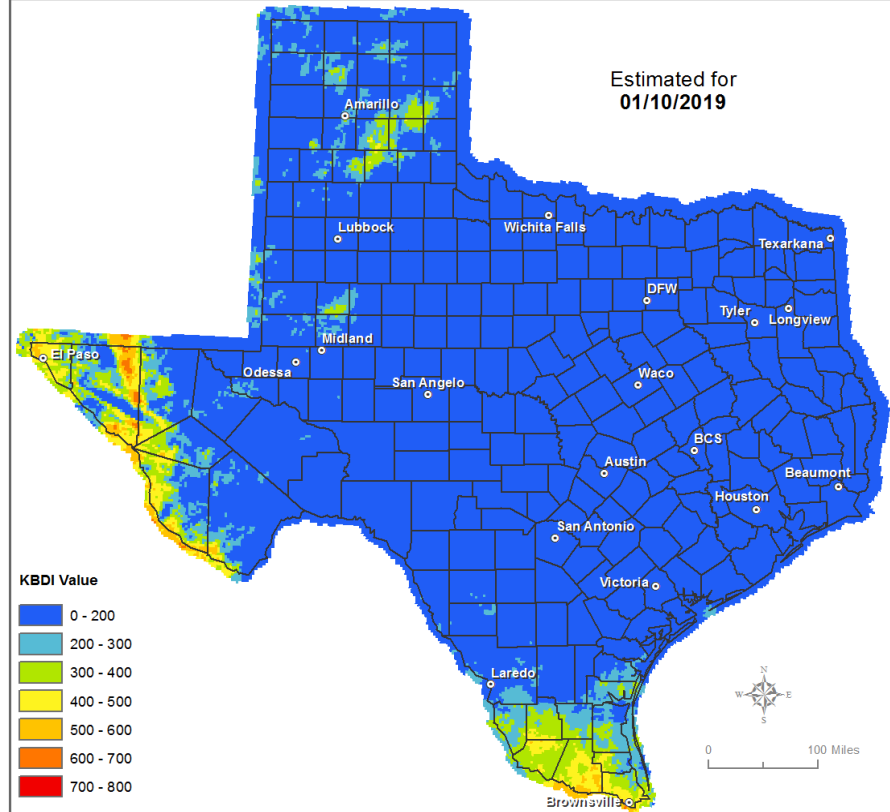 Estimated for
01/10/2019
Amarillo
Lubbock
Wichita Falls
Texarkana
DFW
Tyler
Longview
Midland
El Paso
Odessa
San Angelo
Waco
BCS
Austin
Beaumont
Houston
San Antonio
Victoria
Laredo
Brownsville
KBDI Value
0 - 200
200 - 300
300 - 400
400 - 500
500 - 600
600 - 700
700 - 800
N
W
E
S
0
100 Miles